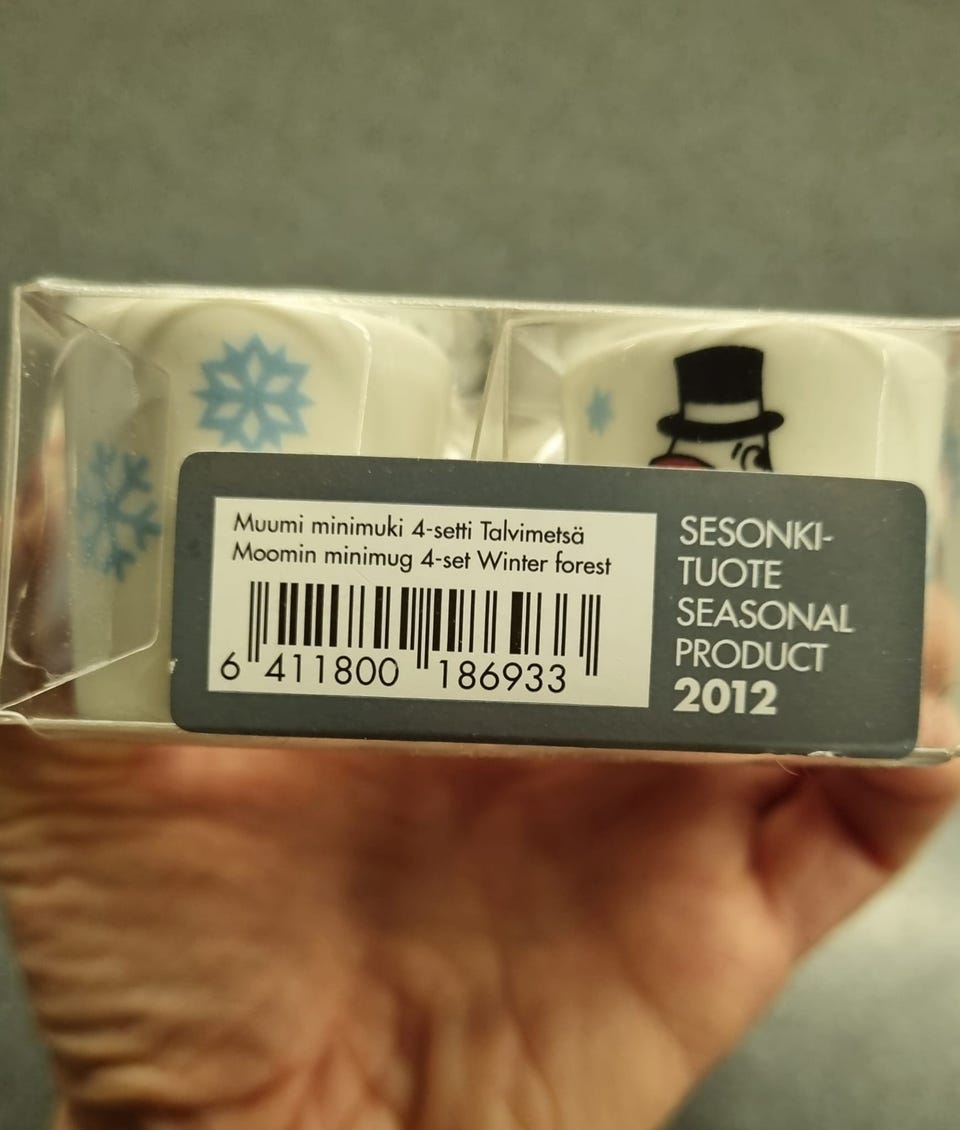 Muumi minimuki 4-setti Talvimetsä
Moomin minimug 4-set Winter forest
6 411800 186933
SESONKI-
TUOTE
SEASONAL
PRODUCT
2012